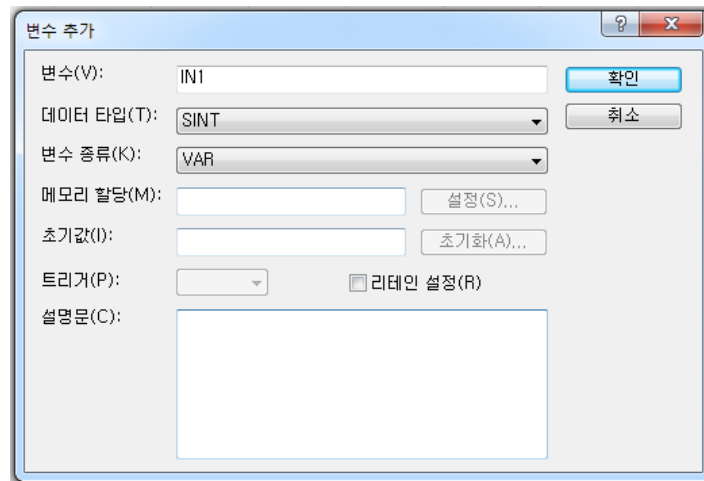 변수 추가
변수(V):
IN1
확인
데이터 타입(T):
SINT
취소
변수 종류(K):
VAR
메모리 할당(M):
설정(S)...
초기값(I):
초기화(A)...
트리거(P):
리테인 설정(R)
설명문(C):